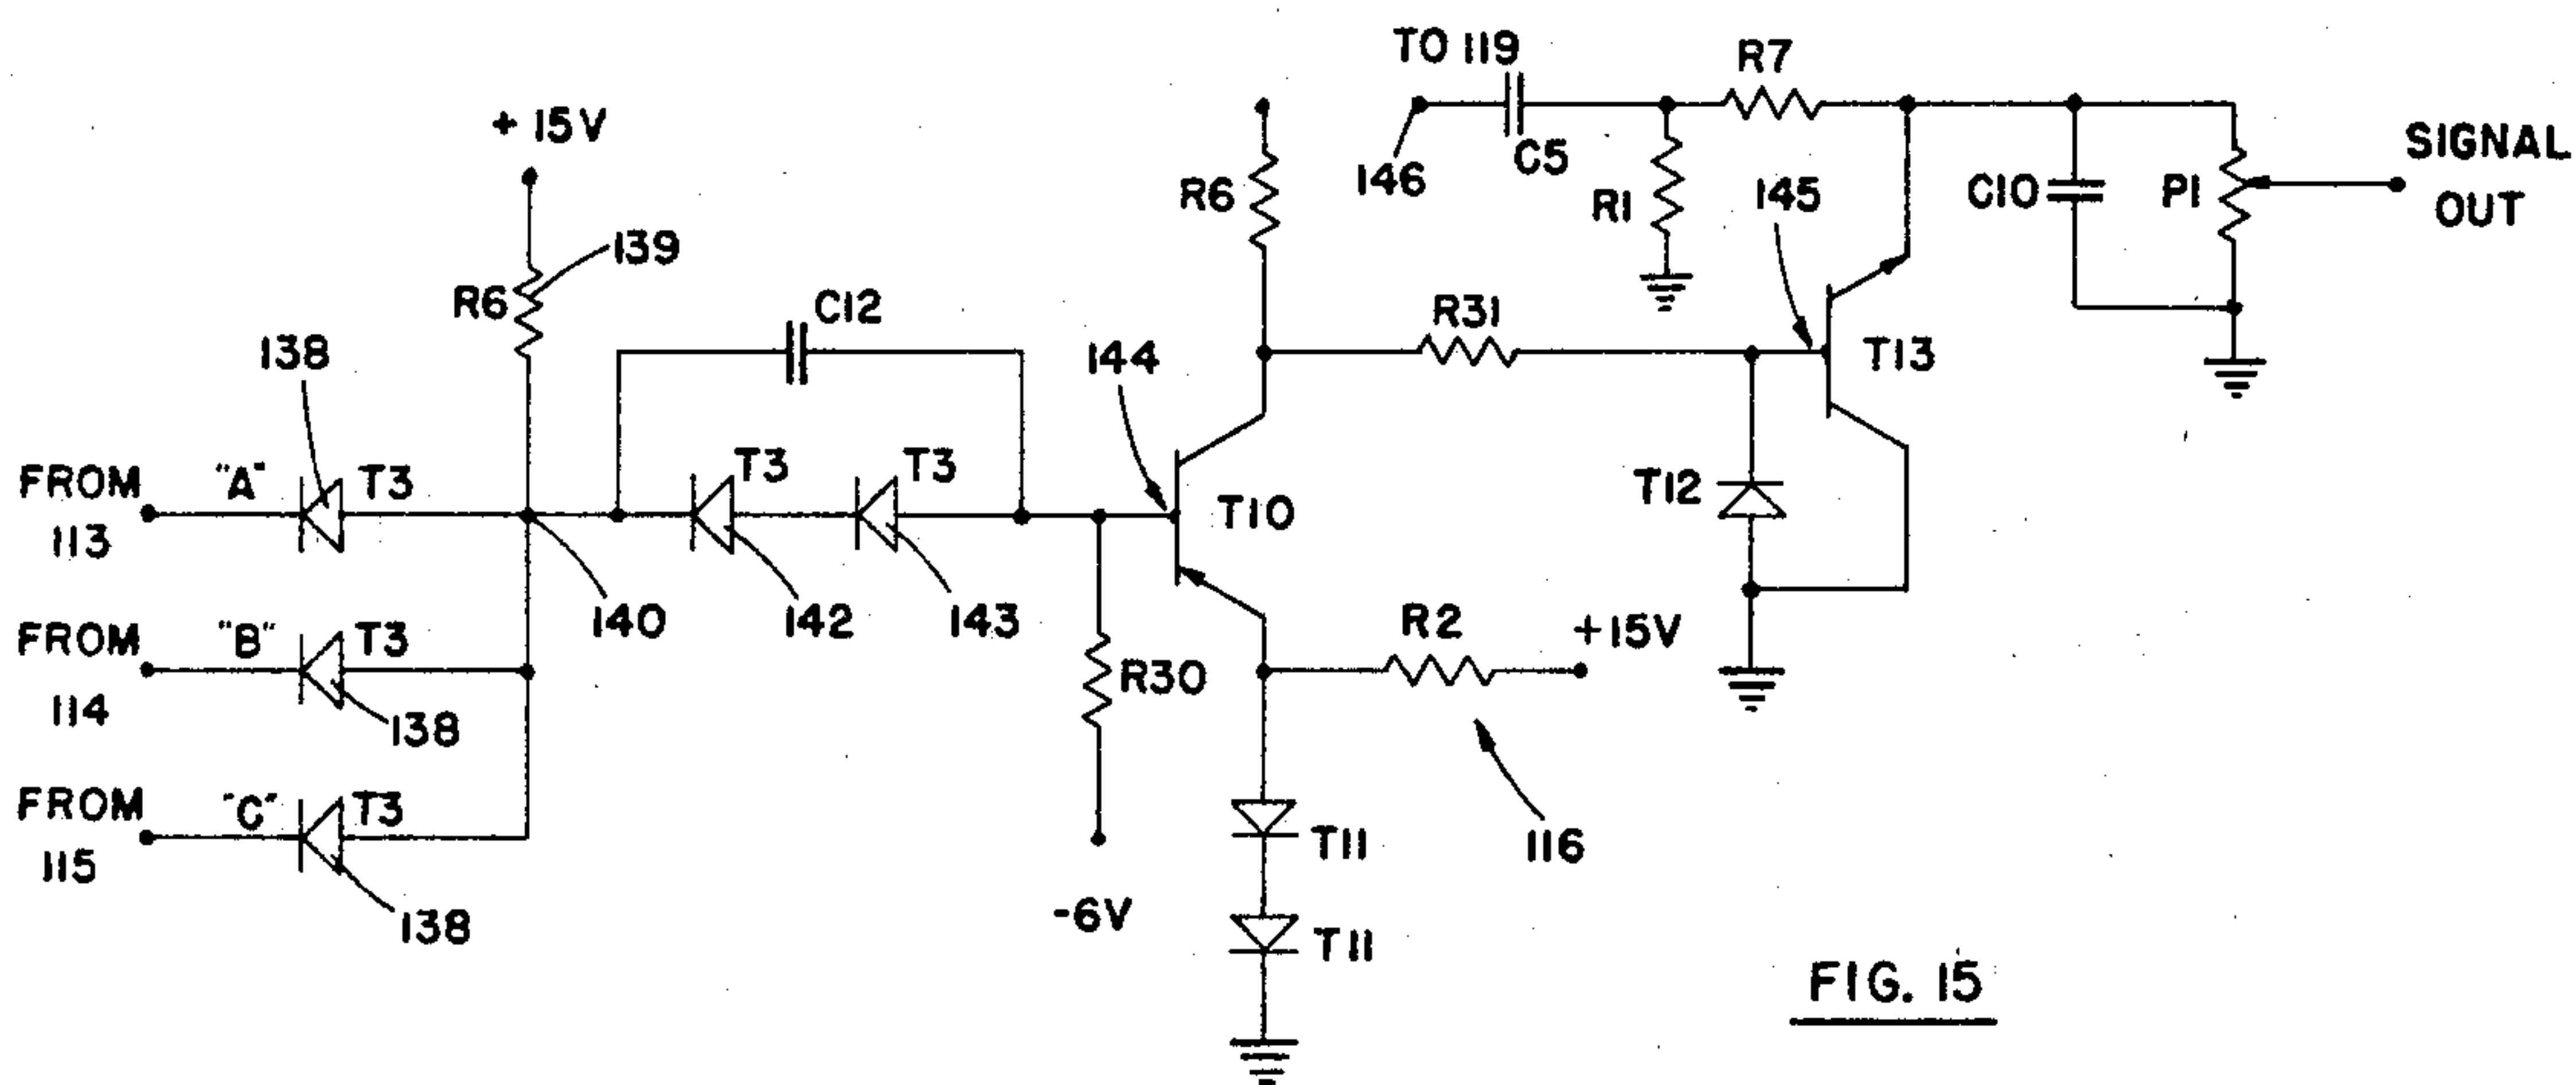 TO 119
R7
+ 15V
146
C5
R6
R1
145
C10
P1
SIGNAL
OUT
139
R6
138
C12
144
R31
T13
FROM
113
"A"
T3
T3
T3
T10
T12
140
142
143
R2
+15V
FROM
114
"B"
T3
138
R30
116
FROM
115
"C"
T3
138
-6V
T11
T11
FIG. 15